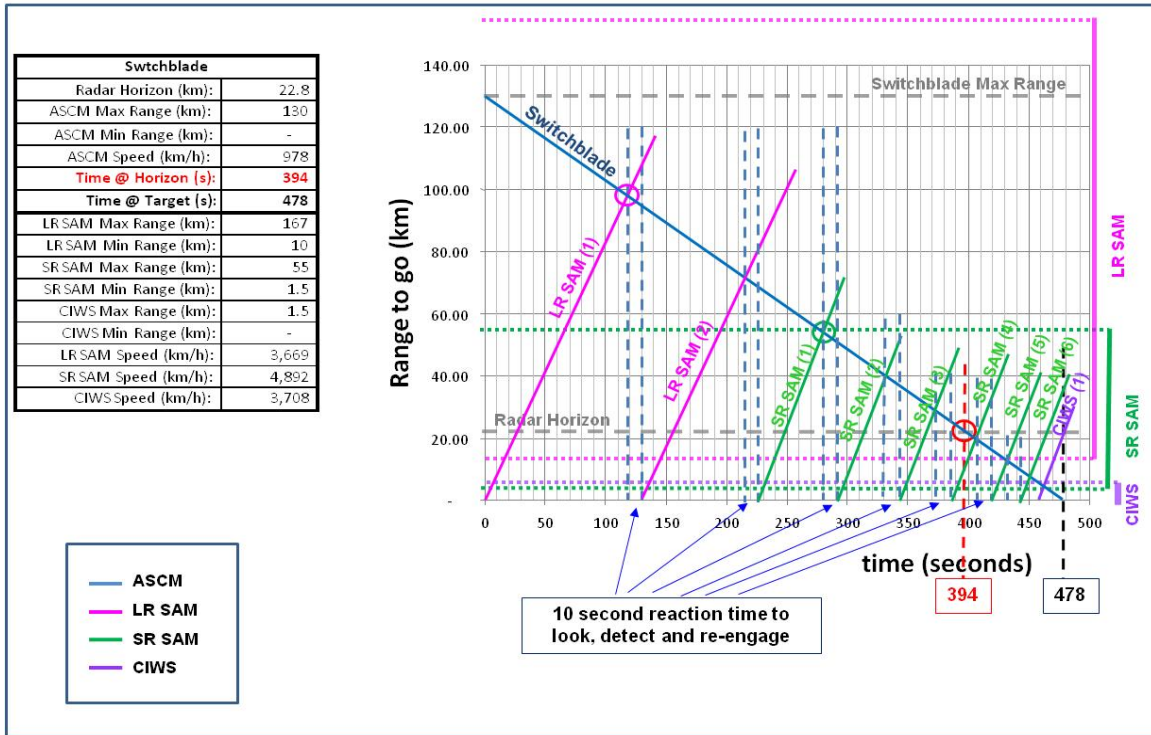 Swtchblade
Radar Horizon (km): 22.8
ASCM Max Range (km): 130
ASCM Min Range (km): -
ASCM Speed (km/h): 978
Time @ Horizon (s): 394
Time @ Target (s): 478
LR SAM Max Range (km): 167
LR SAM Min Range (km): 10
SR SAM Max Range (km): 55
SR SAM Min Range (km): 1.5
CIWS Max Range (km): 1.5
CIWS Min Range (km): -
LR SAM Speed (km/h): 3,669
SR SAM Speed (km/h): 4,892
CIWS Speed (km/h): 3,708
ASCM
LR SAM
SR SAM
CIWS
Range to go (km)
140.00
120.00
100.00
80.00
60.00
40.00
20.00
-
Switchblade Max Range
Switchblade
Radar Horizon
LR SAM (1)
LR SAM (2)
SR SAM (1)
SR SAM (2)
SR SAM (3)
SR SAM (4)
SR SAM (5)
SR SAM (6)
CIWS (1)
LR SAM
SR SAM
CIWS
0 50 100 150 200 250 300 350 400 450 500
time (seconds)
394
478
10 second reaction time to
look, detect and re-engage